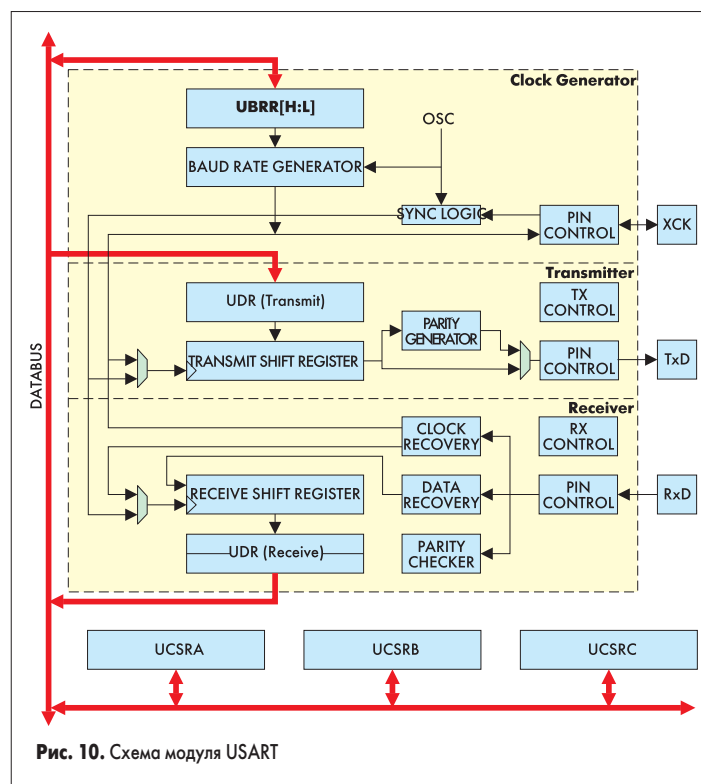 Clock Generator
UBRR[H:L]
OSC
BAUD RATE GENERATOR
SYNC LOGIC
PIN
CONTROL
XCK
Transmitter
UDR (Transmit)
TX
CONTROL
PARITY
GENERATOR
TRANSMIT SHIFT REGISTER
PIN
CONTROL
TxD
DATABUS
Receiver
CLOCK
RECOVERY
RX
CONTROL
RECEIVE SHIFT REGISTER
DATA
RECOVERY
PIN
CONTROL
RxD
UDR (Receive)
PARITY
CHECKER
UCSRA
UCSRB
UCSRC
Рис. 10. Схема модуля USART